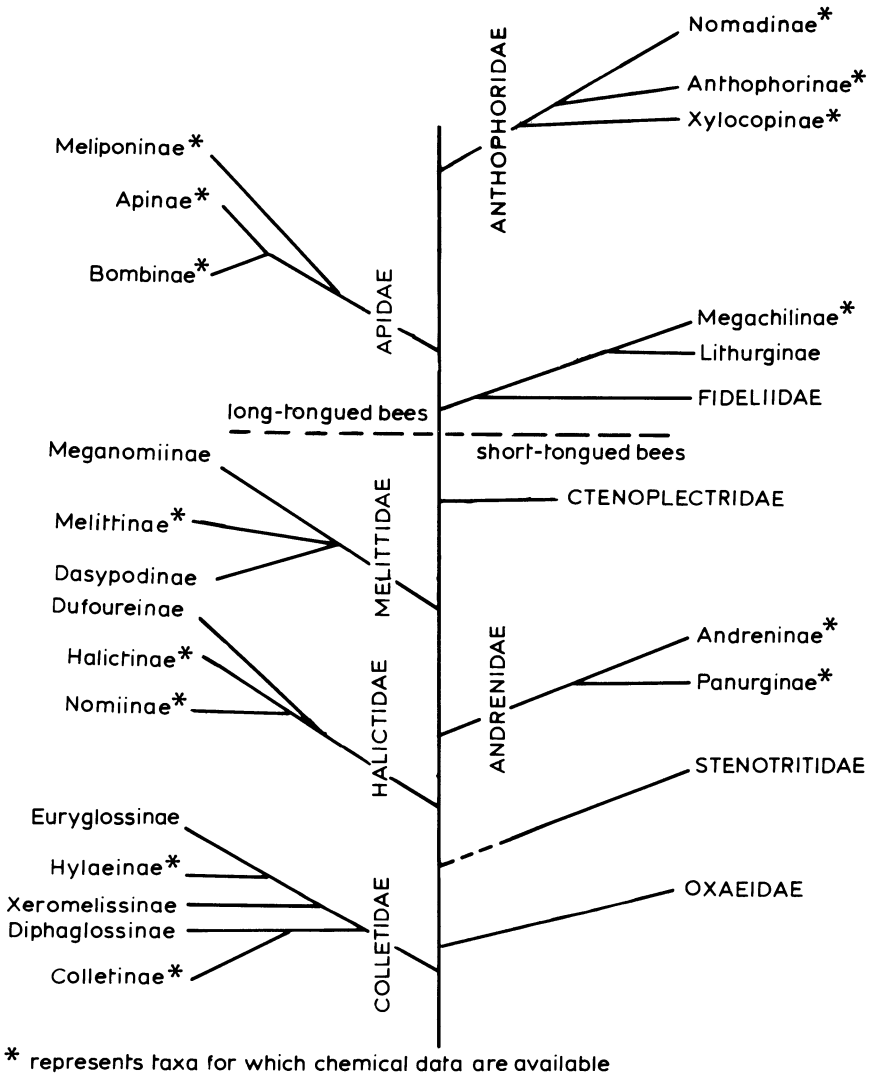 Nomadinae*
ANTHOPHORIDAE
Anthophorinae*
Xylocopinae*
Meliponinae*
Apinae*
Bombinae*
APIDAE
Megachilinae*
Lithurginae
FIDELIIDAE
long-tongued bees
short-tongued bees
Meganomiinae
CTENOPLECTRIDAE
Melittinae*
MELITTIDAE
Dasypodinae
Dufoureinae
Halictinae*
Nomiinae*
HALICTIDAE
Andreninae*
Panurginae*
ANDRENIDAE
STENOTRITIDAE
Euryglossinae
Hylaeinae*
Xeromelissinae
Diphaglossinae
Colletinae*
COLLETIDAE
OXAEIDAE
* represents taxa for which chemical data are available